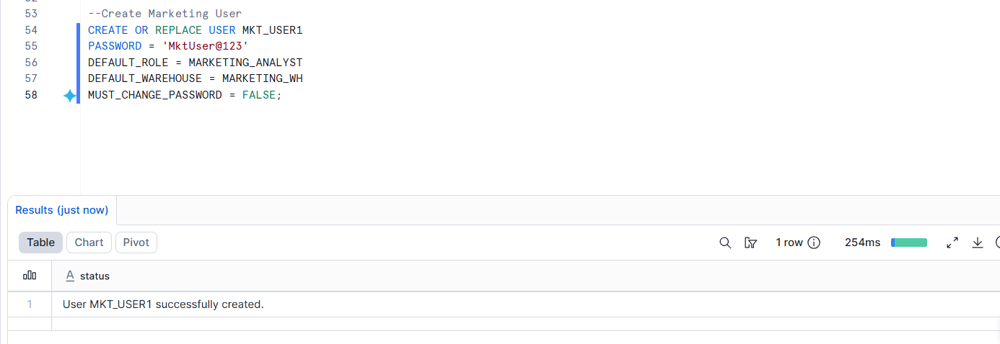 53 --Create Marketing User
54 CREATE OR REPLACE USER MKT_USER1
55 PASSWORD = 'MktUser@123'
56 DEFAULT_ROLE = MARKETING_ANALYST
57 DEFAULT_WAREHOUSE = MARKETING_WH
58 MUST_CHANGE_PASSWORD = FALSE;
Results (just now)
Table Chart Pivot 1 row 254ms
A status
1 User MKT_USER1 successfully created.